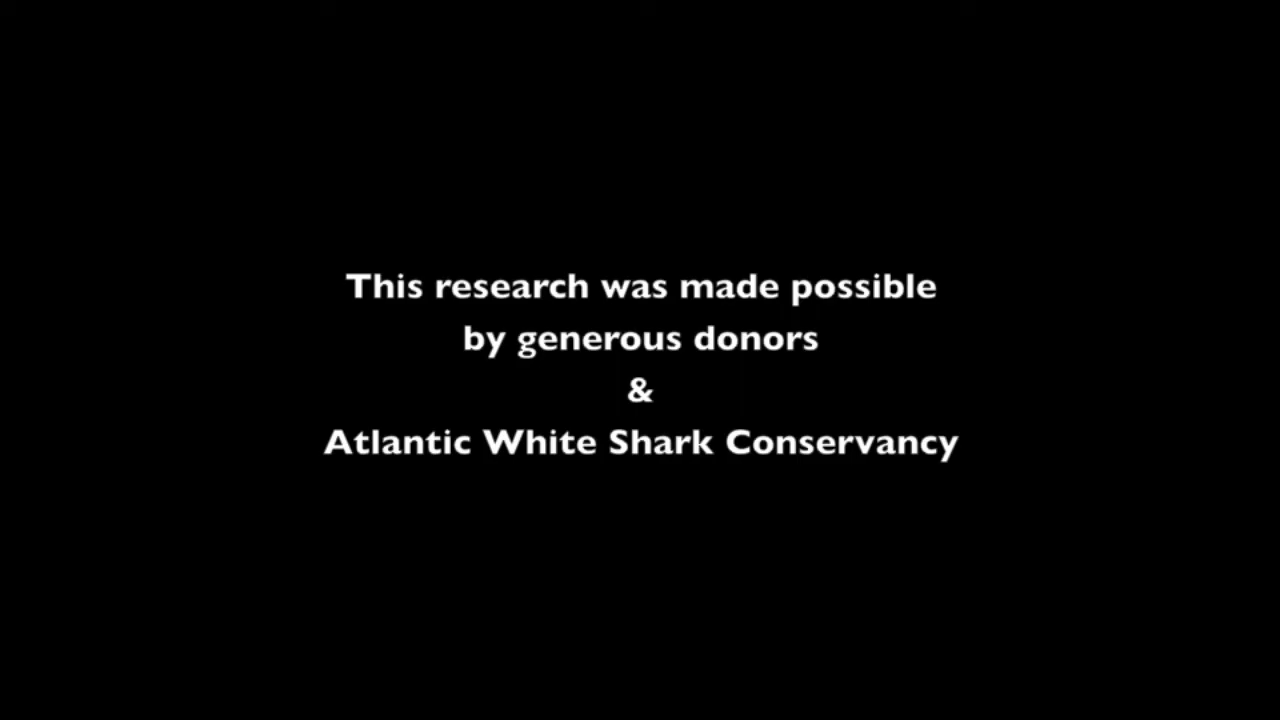 This research was made possible
by generous donors
&
Atlantic White Shark Conservancy